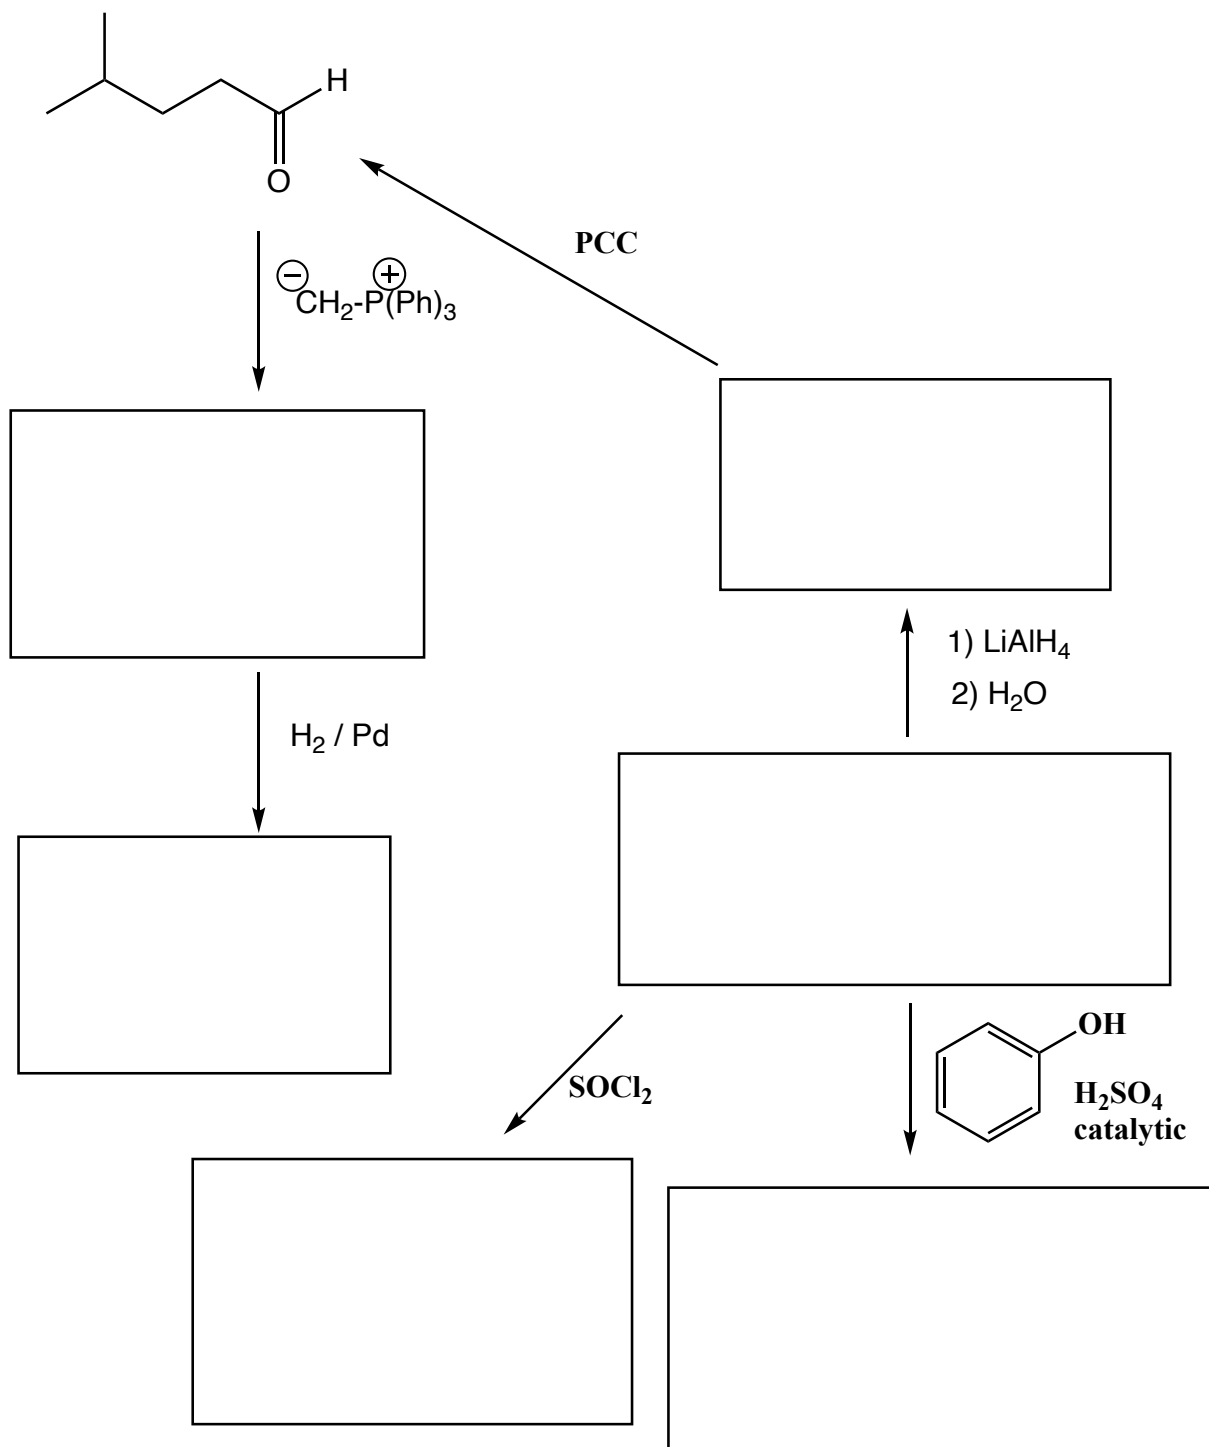 H
O
PCC
⊖CH₂-P⊕(Ph)₃
1) LiAlH₄
2) H₂O
H₂ / Pd
OH
SOCl₂
H₂SO₄
catalytic